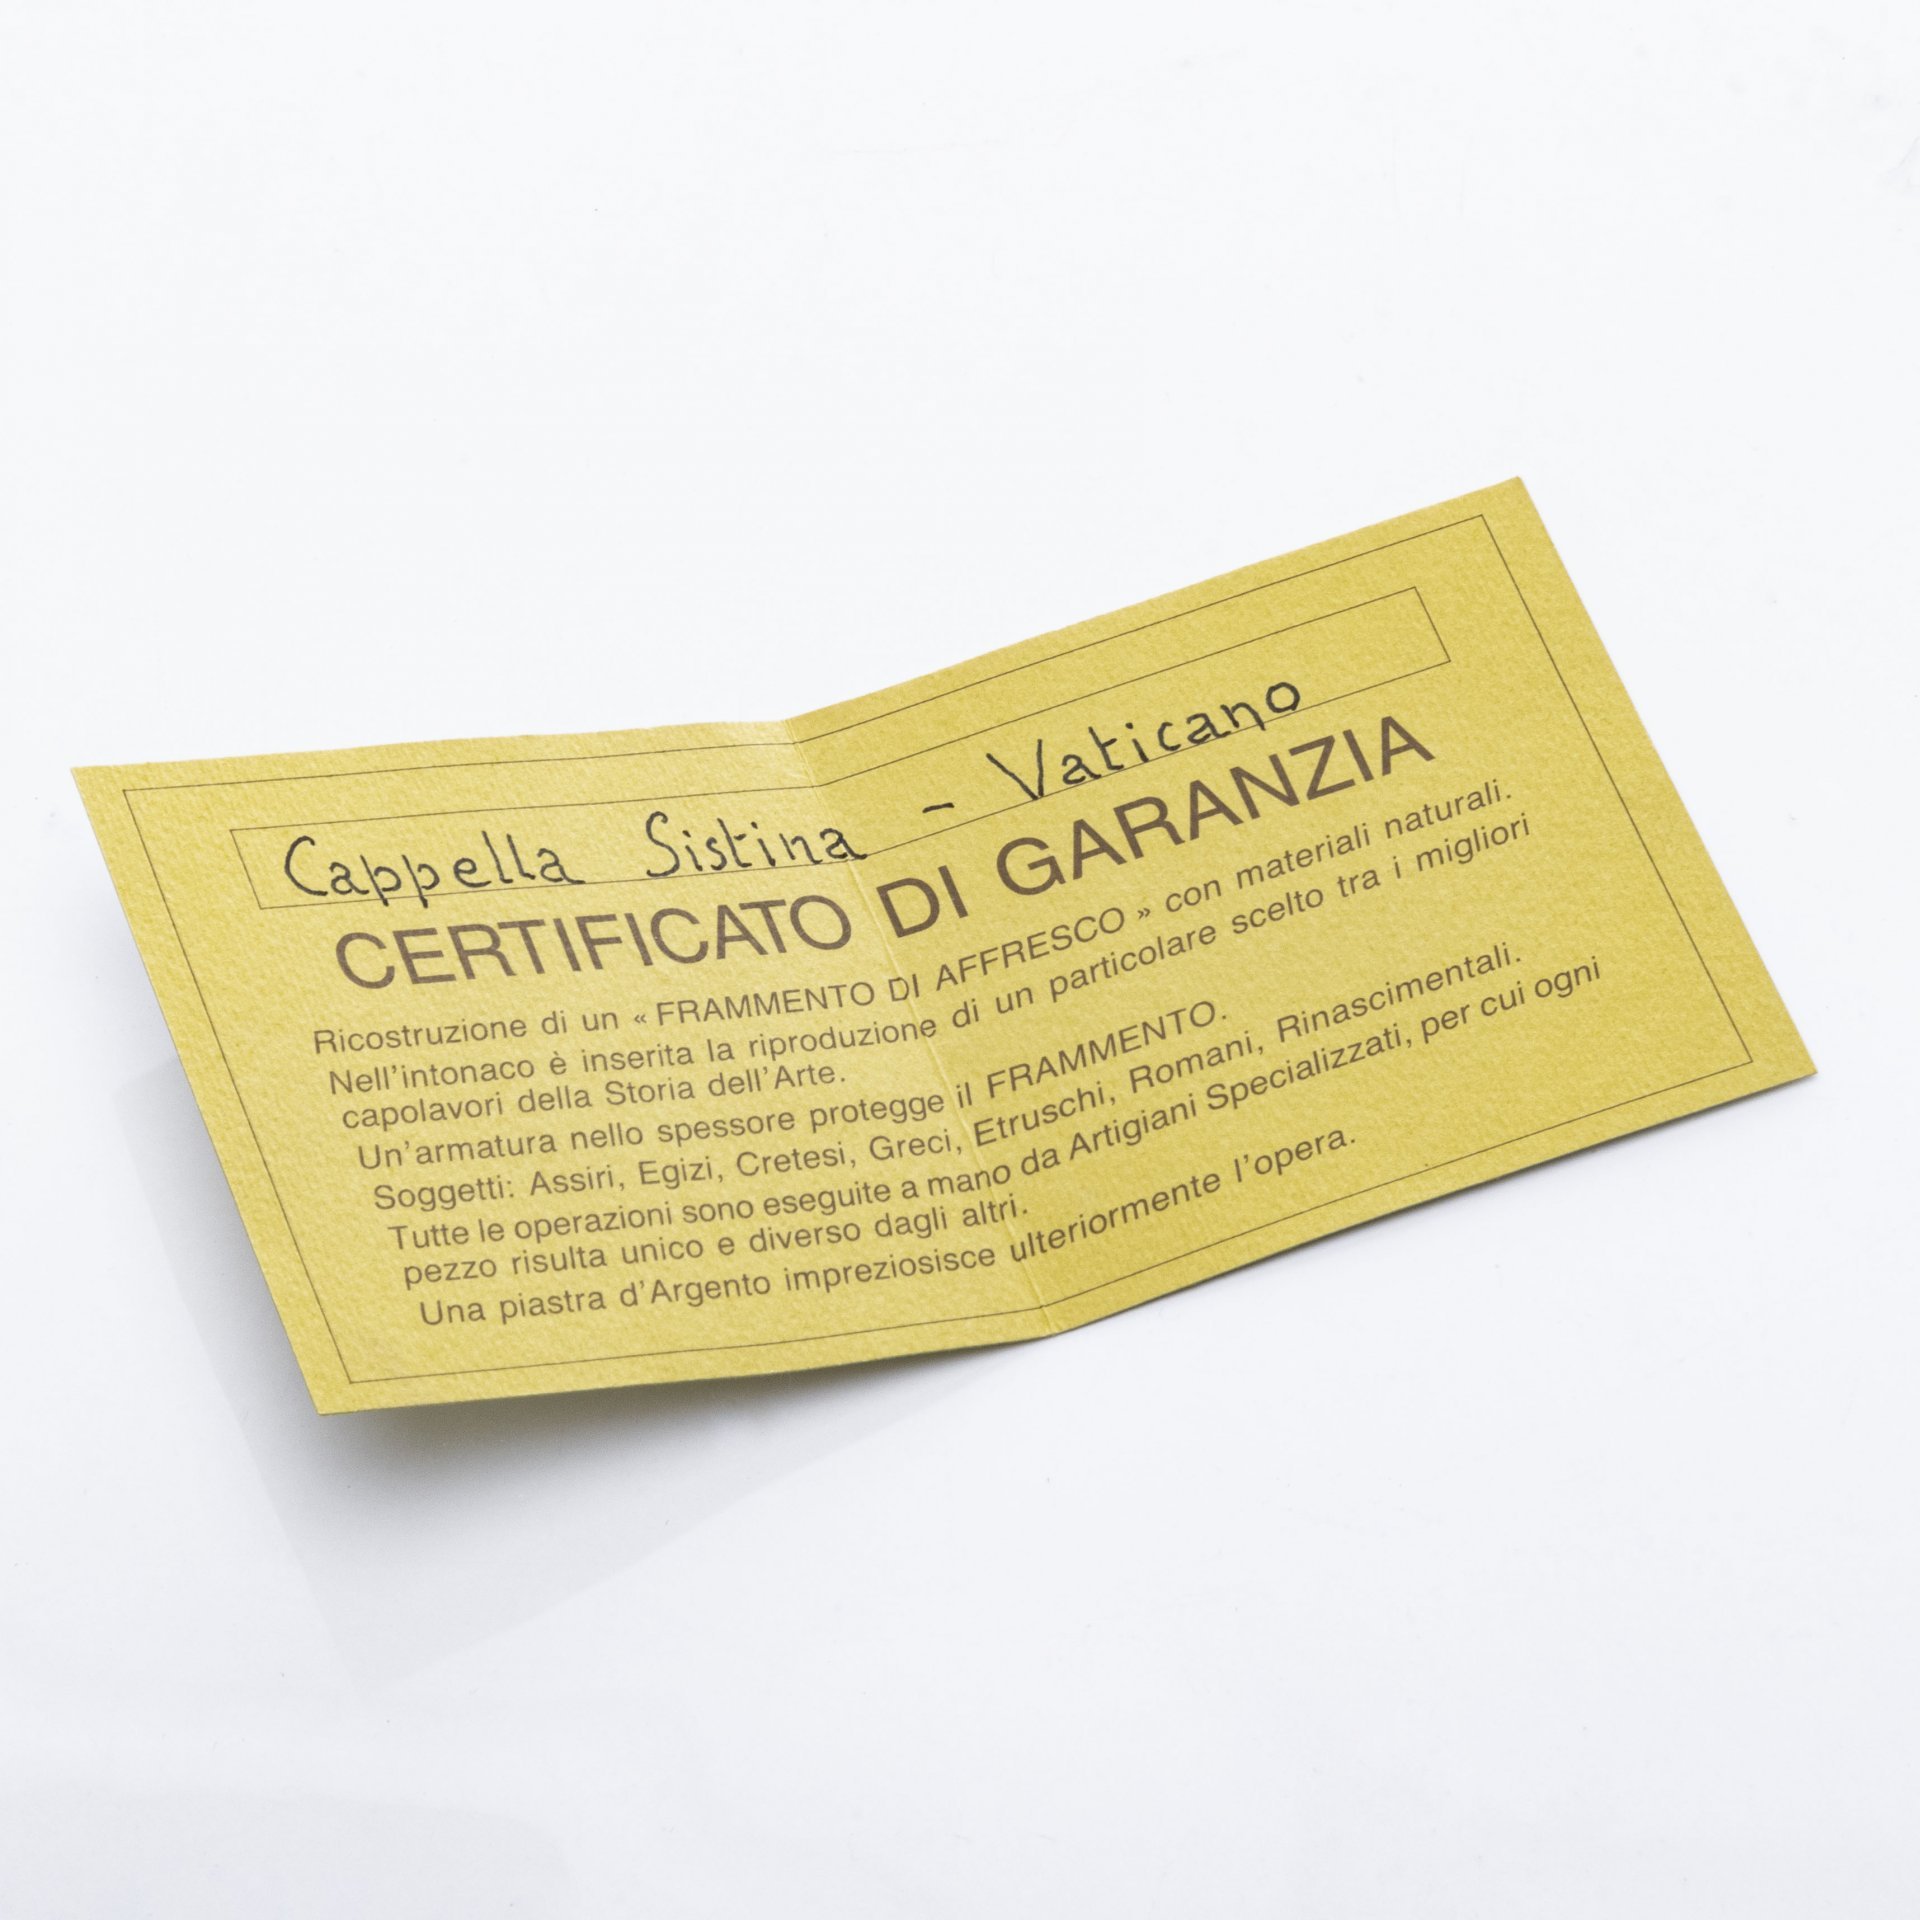 Cappella Sistina - Vaticano
CERTIFICATO DI GARANZIA
Ricostruzione di un « FRAMMENTO DI AFFRESCO » con materiali naturali.
Nell'intonaco è inserita la riproduzione di un particolare scelto tra i migliori
capolavori della Storia dell'Arte.
Un'armatura nello spessore protegge il FRAMMENTO.
Soggetti: Assiri, Egizi, Cretesi, Greci, Etruschi, Romani, Rinascimentali.
Tutte le operazioni sono eseguite a mano da Artigiani Specializzati, per cui ogni
pezzo risulta unico e diverso dagli altri.
Una piastra d'Argento impreziosisce ulteriormente l'opera.